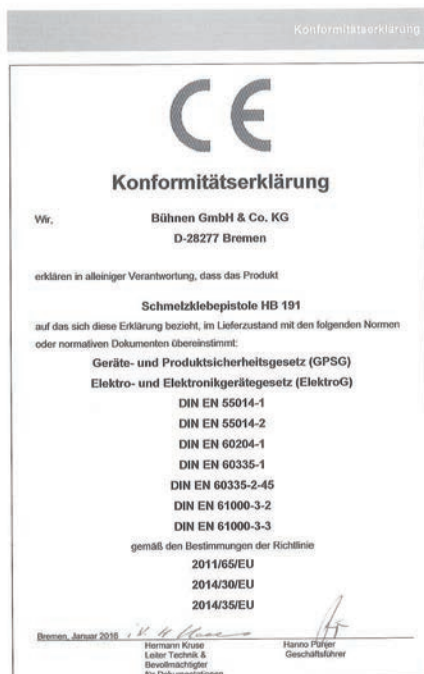 Konformitätserklärung
CE
Konformitätserklärung
Wir, Bühnen GmbH & Co. KG
D-28277 Bremen
erklären in alleiniger Verantwortung, dass das Produkt
Schmelzklebepistole HB 191
auf das sich diese Erklärung bezieht, im Lieferzustand mit den folgenden Normen
oder normativen Dokumenten übereinstimmt:
Geräte- und Produktsicherheitsgesetz (GPSG)
Elektro- und Elektronikgerätegesetz (ElektroG)
DIN EN 55014-1
DIN EN 55014-2
DIN EN 60204-1
DIN EN 60335-1
DIN EN 60335-2-45
DIN EN 61000-3-2
DIN EN 61000-3-3
gemäß den Bestimmungen der Richtlinie
2011/65/EU
2014/30/EU
2014/35/EU
Bremen, Januar 2016
Hermann Kruse Hanno Pünjer
Leiter Technik & Geschäftsführer
Bevollmächtigter
für Dokumentationen